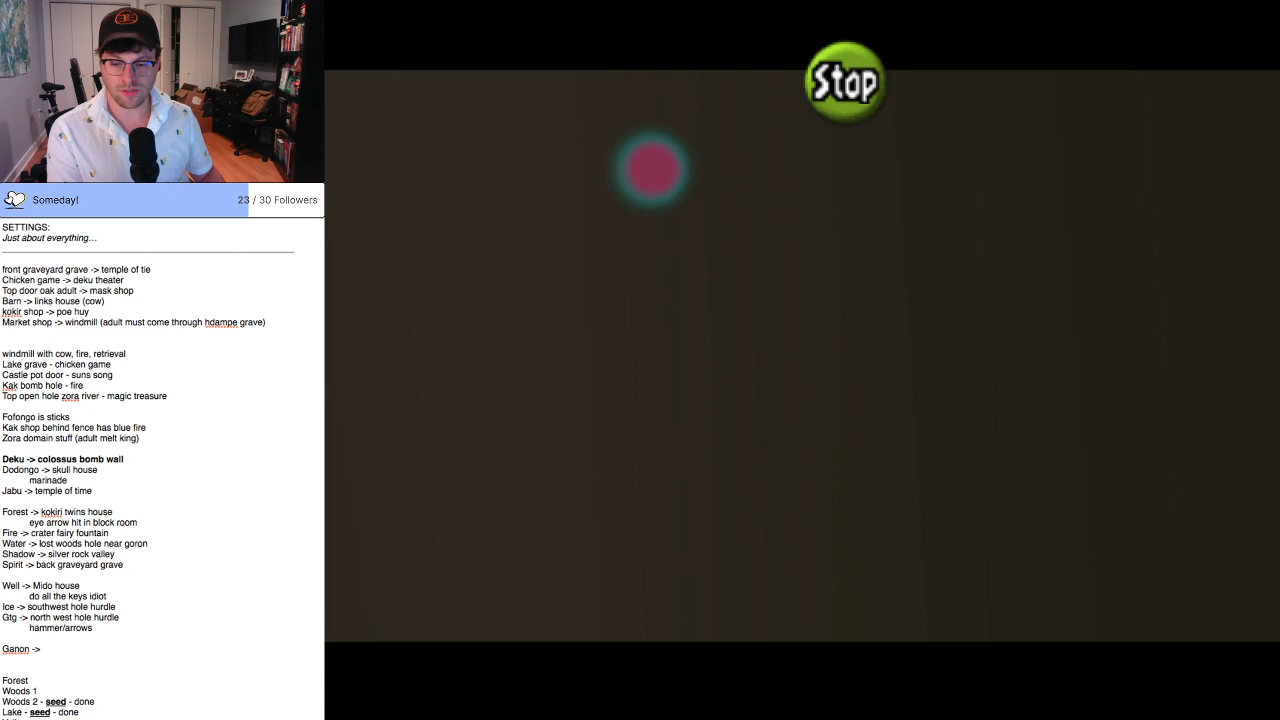 Stop
Someday!
23 / 30 Followers
SETTINGS:
Just about everything…
front graveyard grave -> temple of tie
Chicken game -> deku theater
Top door oak adult -> mask shop
Barn -> links house (cow)
kokir shop -> poe huy
Market shop -> windmill (adult must come through hdampe grave)
windmill with cow, fire, retrieval
Lake grave - chicken game
Castle pot door - suns song
Kak bomb hole - fire
Top open hole zora river - magic treasure
Fofongo is sticks
Kak shop behind fence has blue fire
Zora domain stuff (adult melt king)
Deku -> colossus bomb wall
Dodongo -> skull house
marinade
Jabu -> temple of time
Forest -> kokiri twins house
eye arrow hit in block room
Fire -> crater fairy fountain
Water -> lost woods hole near goron
Shadow -> silver rock valley
Spirit -> back graveyard grave
Well -> Mido house
do all the keys idiot
Ice -> southwest hole hurdle
Gtg -> north west hole hurdle
hammer/arrows
Ganon ->
Forest
Woods 1
Woods 2 - seed - done
Lake - seed - done